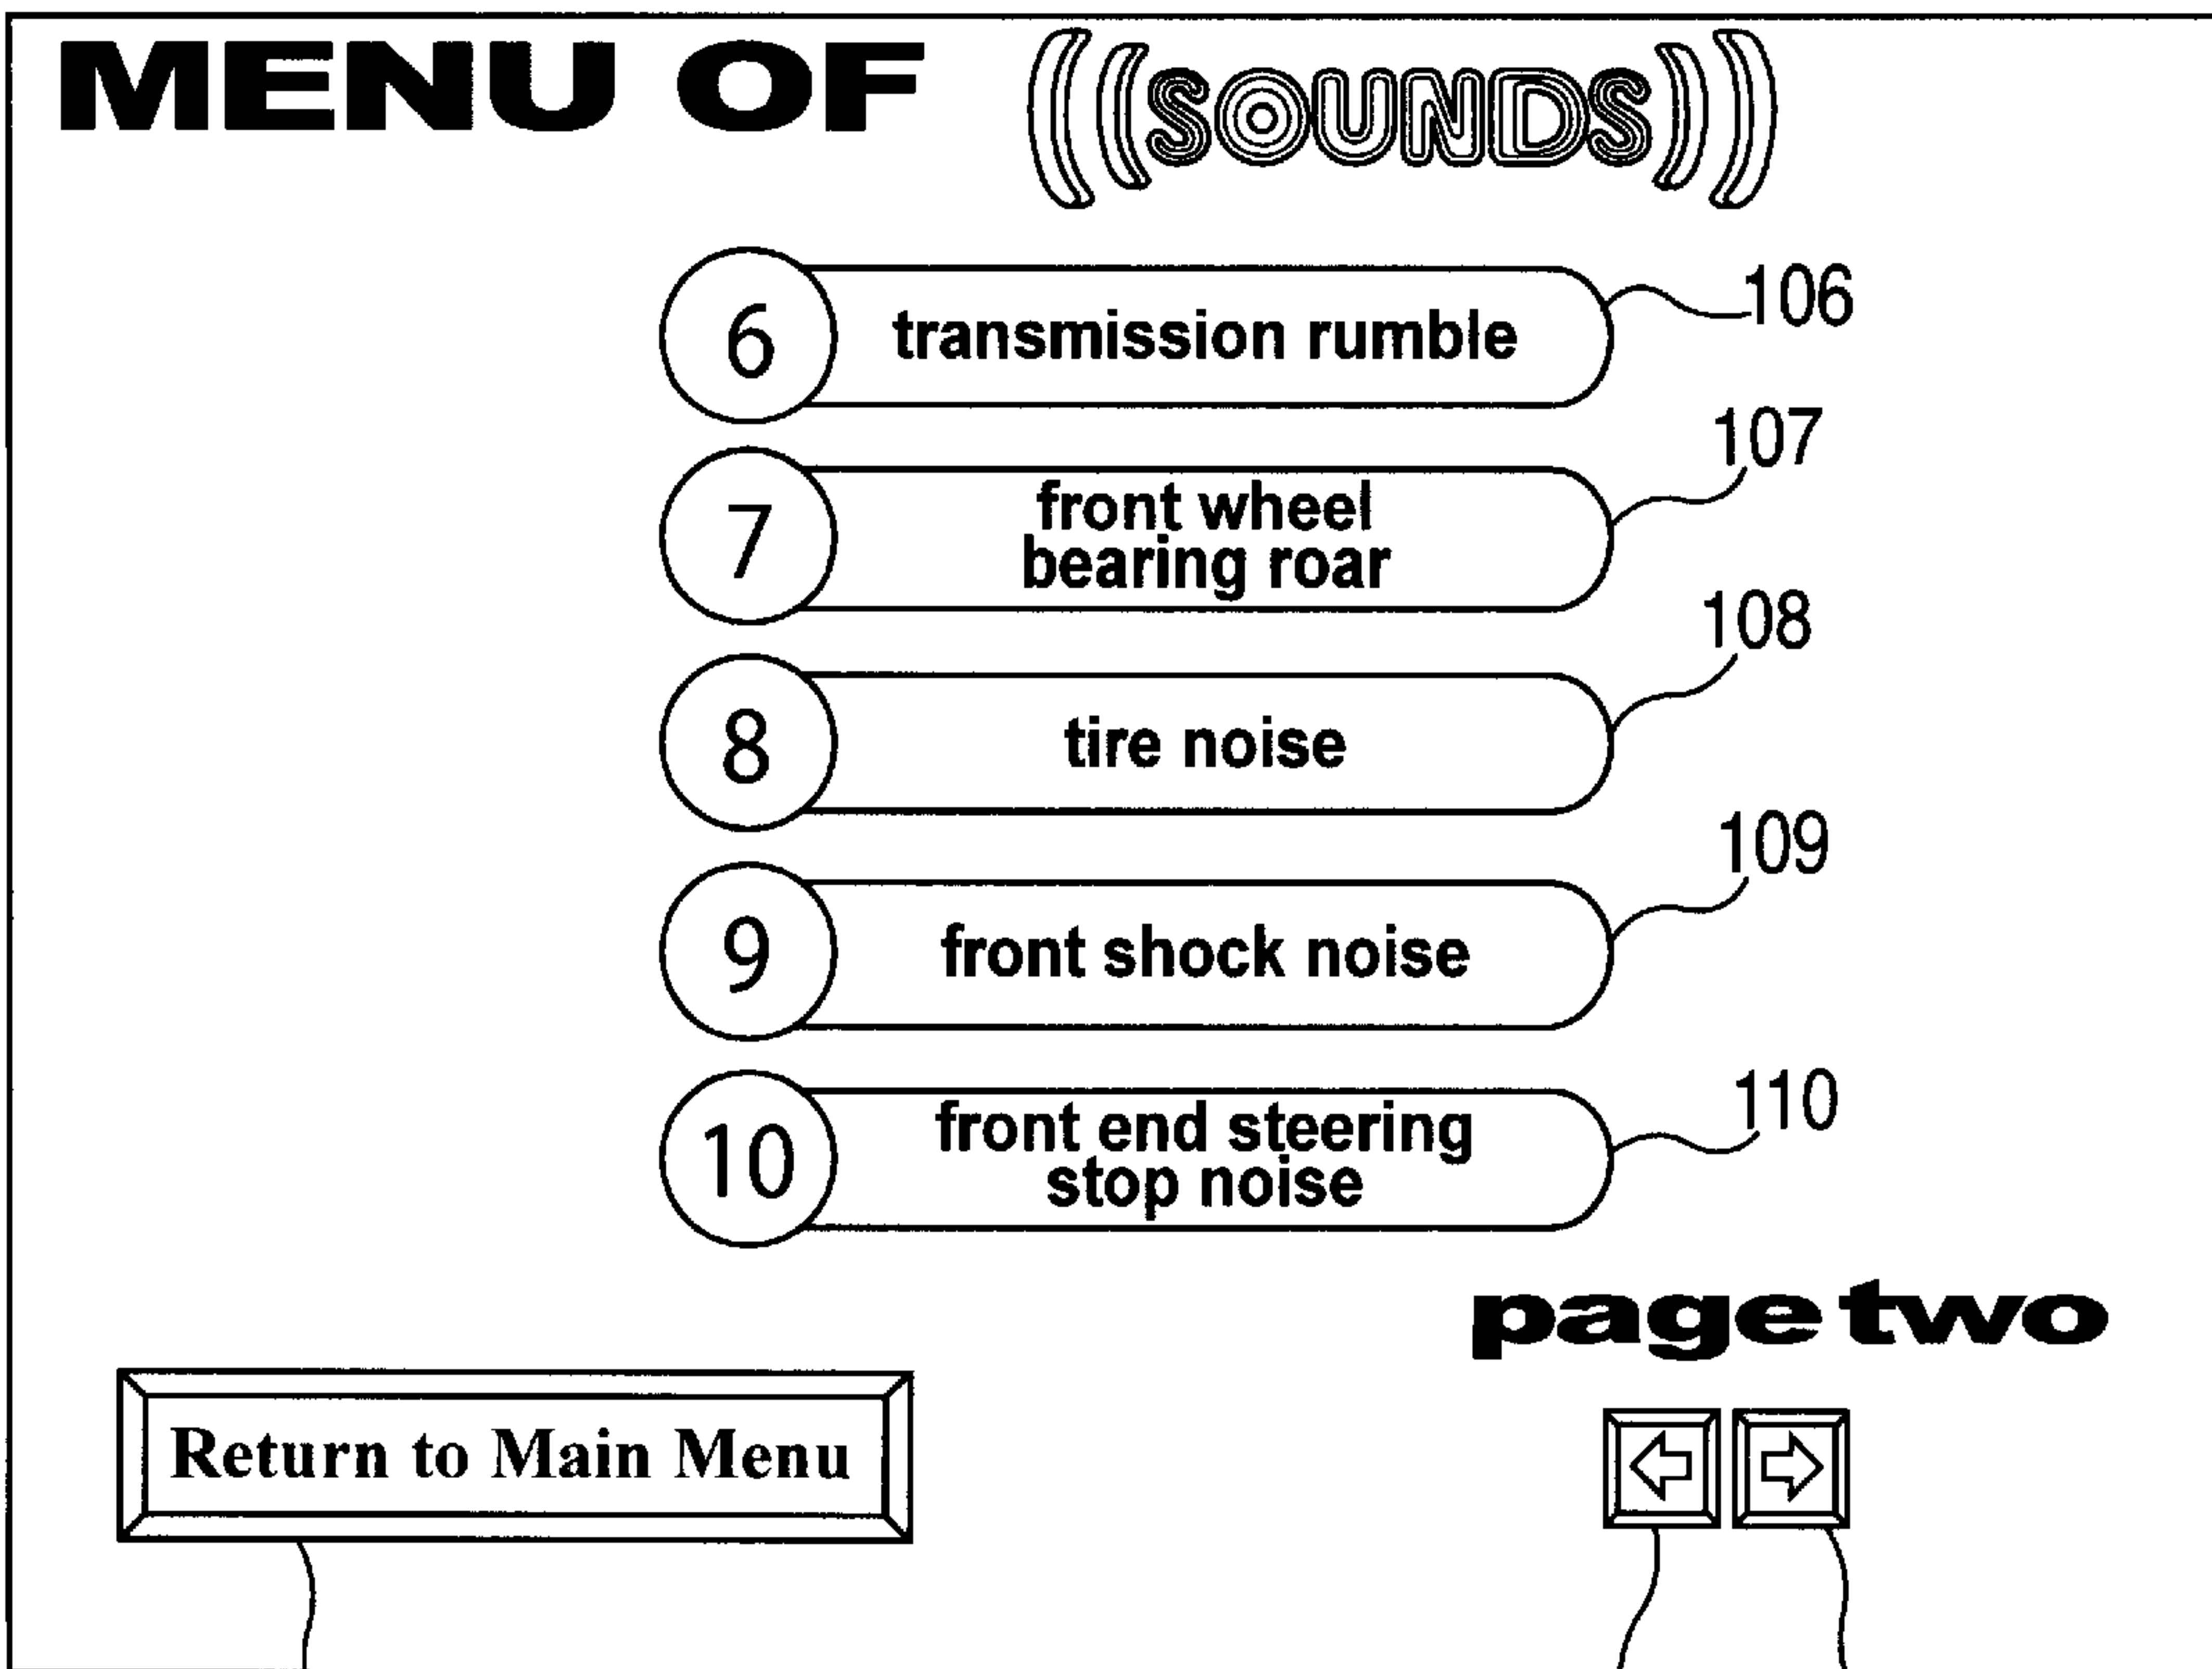 MENU OF ((SOUNDS))
6 transmission rumble 106
107
7 front wheel
bearing roar
108
8 tire noise
109
9 front shock noise
110
10 front end steering
stop noise
page two
Return to Main Menu